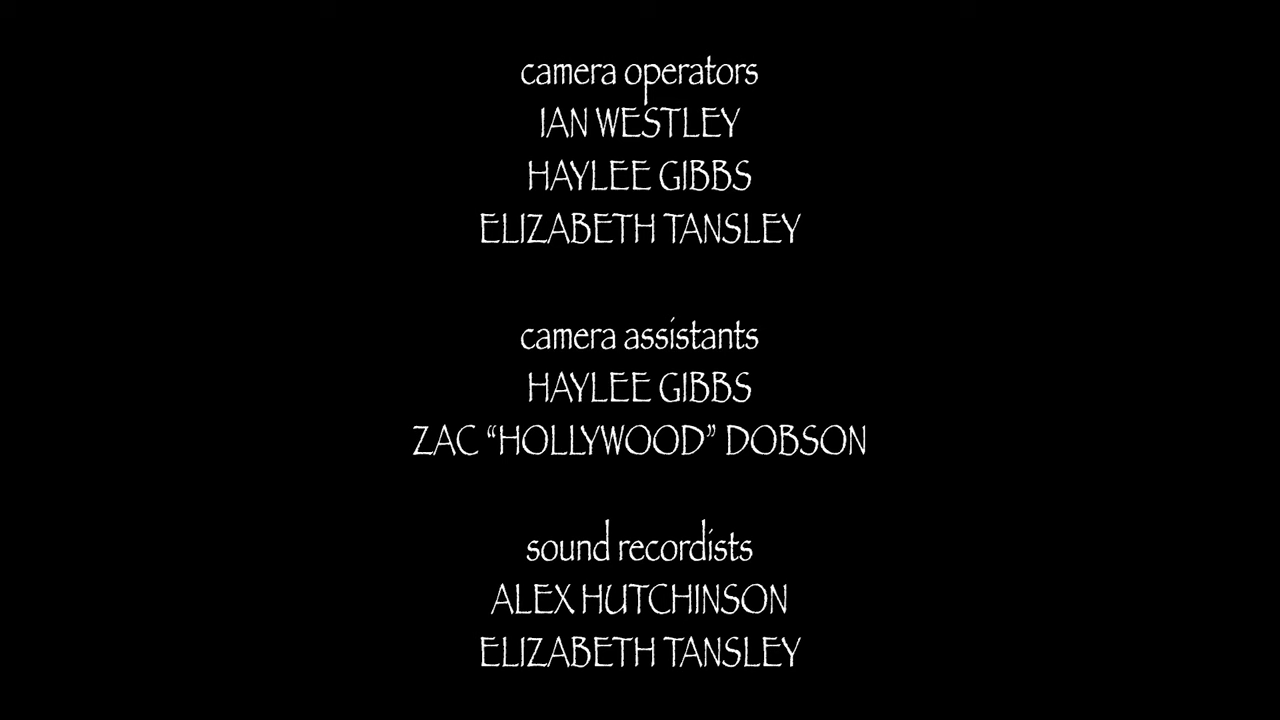 camera operators
IAN WESTLEY
HAYLEE GIBBS
ELIZABETH TANSLEY
camera assistants
HAYLEE GIBBS
ZAC “HOLLYWOOD” DOBSON
sound recordists
ALEX HUTCHINSON
ELIZABETH TANSLEY